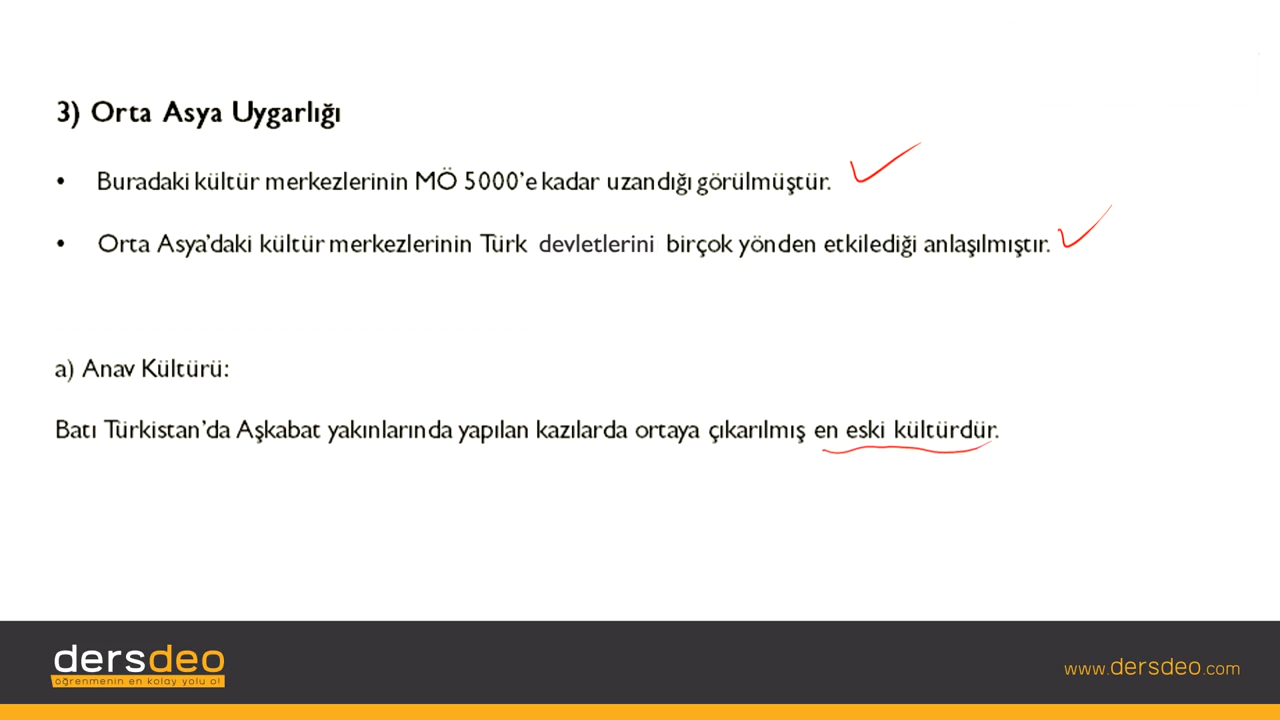 3) Orta Asya Uygarlığı
• Buradaki kültür merkezlerinin MÖ 5000'e kadar uzandığı görülmüştür.
• Orta Asya'daki kültür merkezlerinin Türk devletlerini birçok yönden etkilediği anlaşılmıştır.
a) Anav Kültürü:
Batı Türkistan'da Aşkabat yakınlarında yapılan kazılarda ortaya çıkarılmış en eski kültürdür.
dersdeo
öğrenmenin en kolay yolu o!
www.dersdeo.com